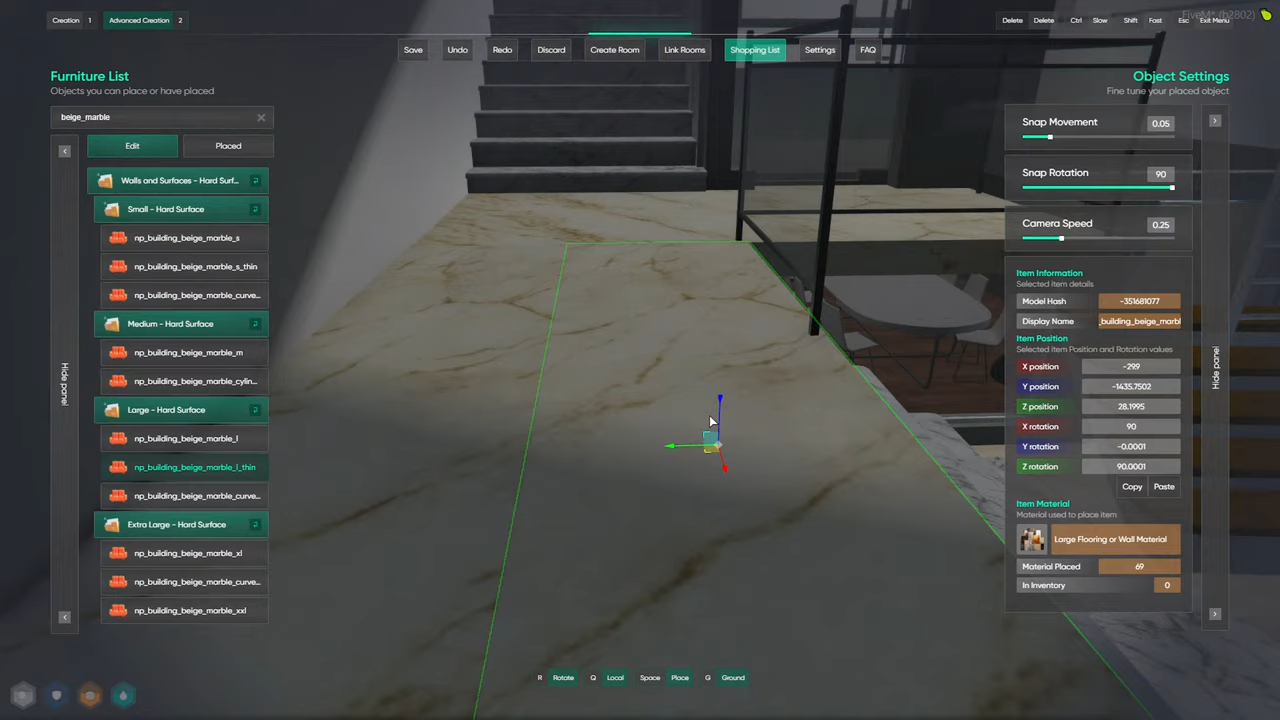 Creation 1
Advanced Creation 2
FiveM® (b2802)
Delete Delete Ctrl Slow Shift Fast Esc Exit Menu
Save Undo Redo Discard Create Room Link Rooms Shopping List Settings FAQ
Furniture List
Objects you can place or have placed
beige_marble
Edit Placed
Walls and Surfaces - Hard Surf...
Small - Hard Surface
np_building_beige_marble_s
np_building_beige_marble_s_thin
np_building_beige_marble_curve...
Medium - Hard Surface
np_building_beige_marble_m
np_building_beige_marble_cylin...
Large - Hard Surface
np_building_beige_marble_l
np_building_beige_marble_l_thin
np_building_beige_marble_curve...
Extra Large - Hard Surface
np_building_beige_marble_xl
np_building_beige_marble_curve...
np_building_beige_marble_xxl
Hide panel
Object Settings
Fine tune your placed object
Snap Movement 0.05
Snap Rotation 90
Camera Speed 0.25
Item Information
Selected item details
Model Hash -351681077
Display Name _building_beige_marbl
Item Position
Selected item Position and Rotation values
X position -299
Y position -1435.7502
Z position 28.1995
X rotation 90
Y rotation -0.0001
Z rotation 90.0001
Copy Paste
Item Material
Material used to place item
Large Flooring or Wall Material
Material Placed 69
In Inventory 0
Hide panel
R Rotate Q Local Space Place G Ground